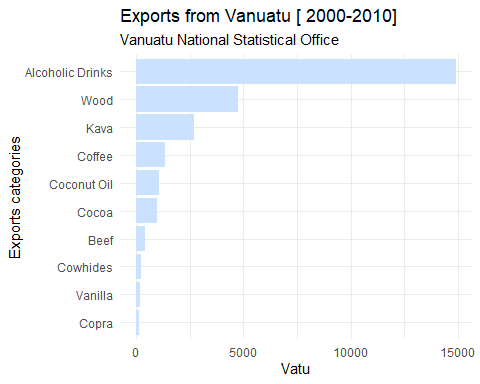 Exports from Vanuatu [ 2000-2010]
Vanuatu National Statistical Office
Exports categories
Alcoholic Drinks
Wood
Kava
Coffee
Coconut Oil
Cocoa
Beef
Cowhides
Vanilla
Copra
0 5000 10000 15000
Vatu